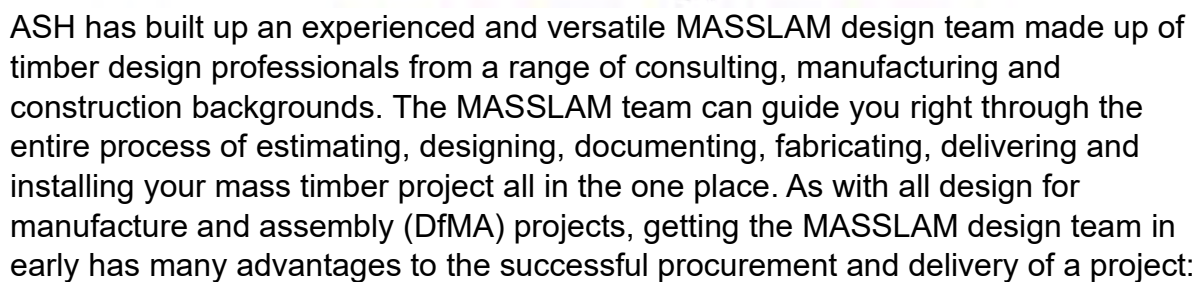 ASH has built up an experienced and versatile MASSLAM design team made up of
timber design professionals from a range of consulting, manufacturing and
construction backgrounds. The MASSLAM team can guide you right through the
entire process of estimating, designing, documenting, fabricating, delivering and
installing your mass timber project all in the one place. As with all design for
manufacture and assembly (DfMA) projects, getting the MASSLAM design team in
early has many advantages to the successful procurement and delivery of a project: